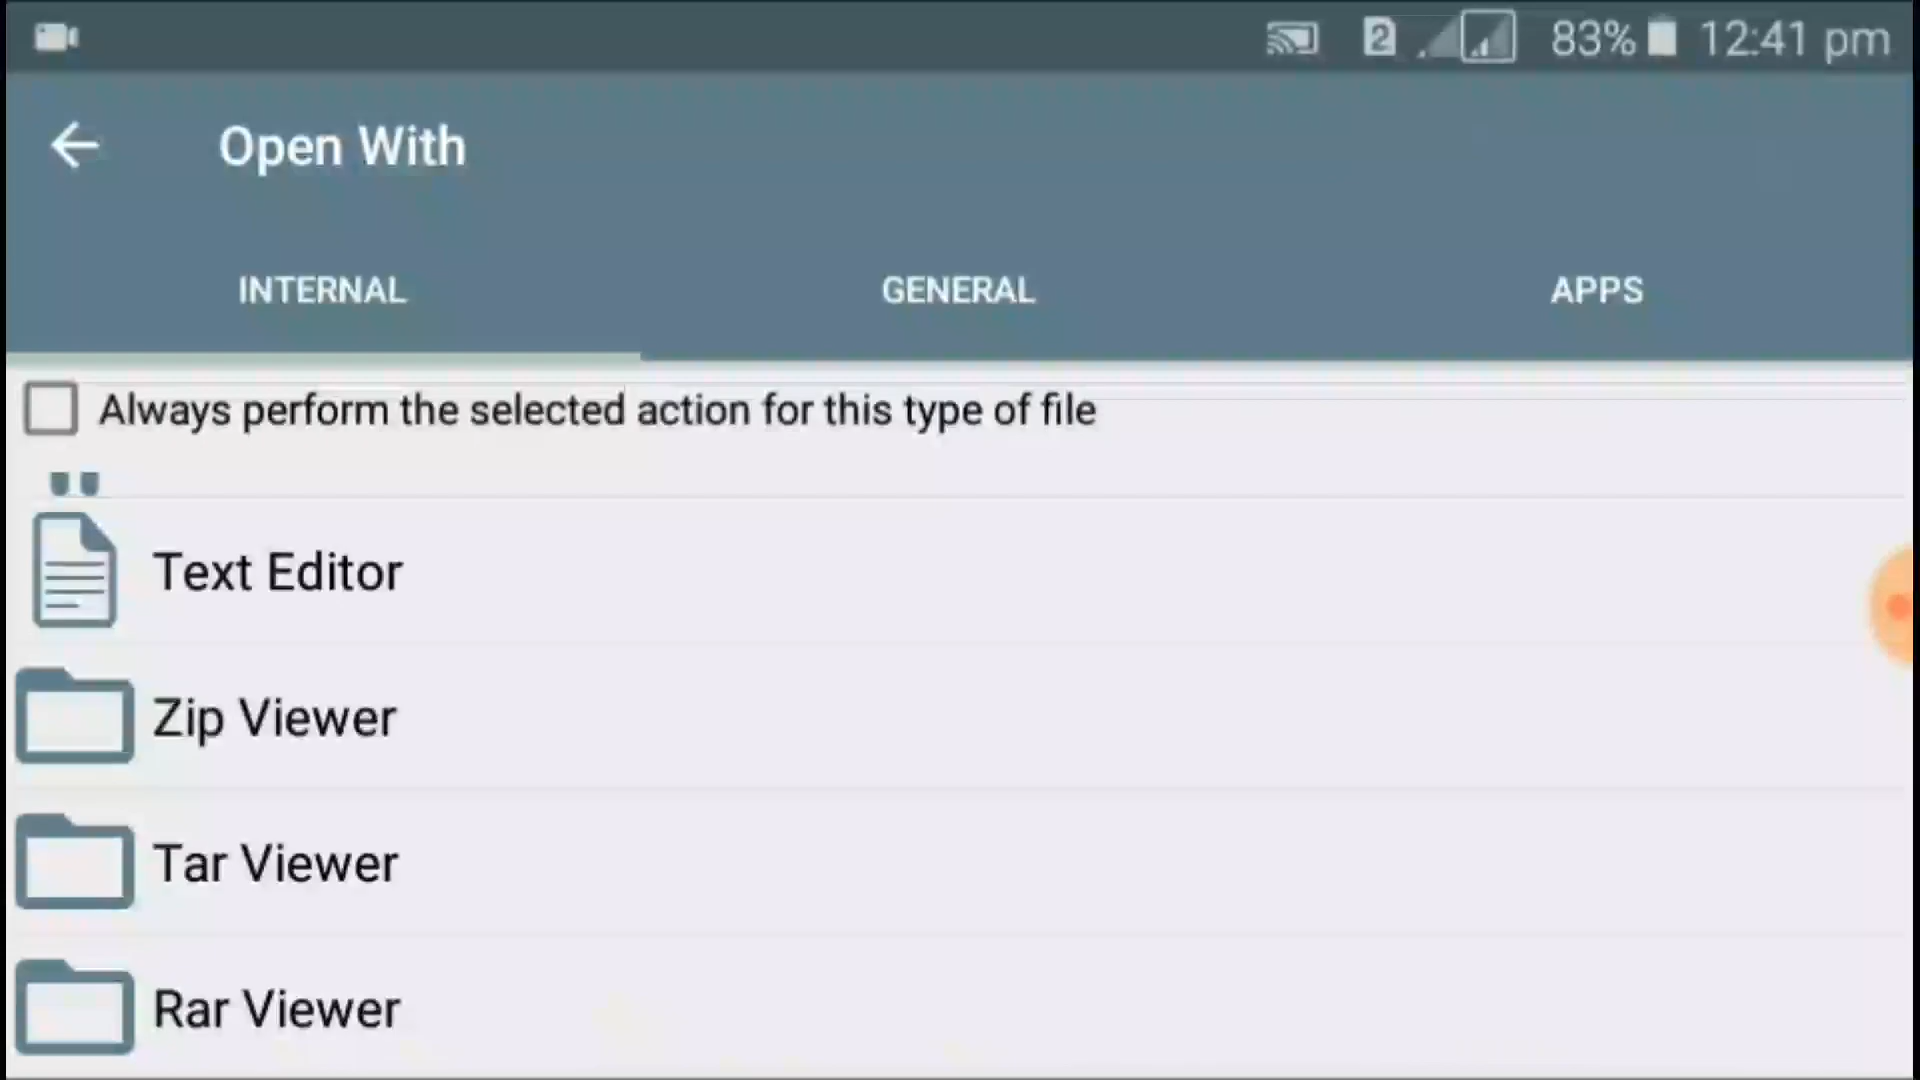 2 83% 12:41 pm
Open With
INTERNAL GENERAL APPS
Always perform the selected action for this type of file
Text Editor
Zip Viewer
Tar Viewer
Rar Viewer